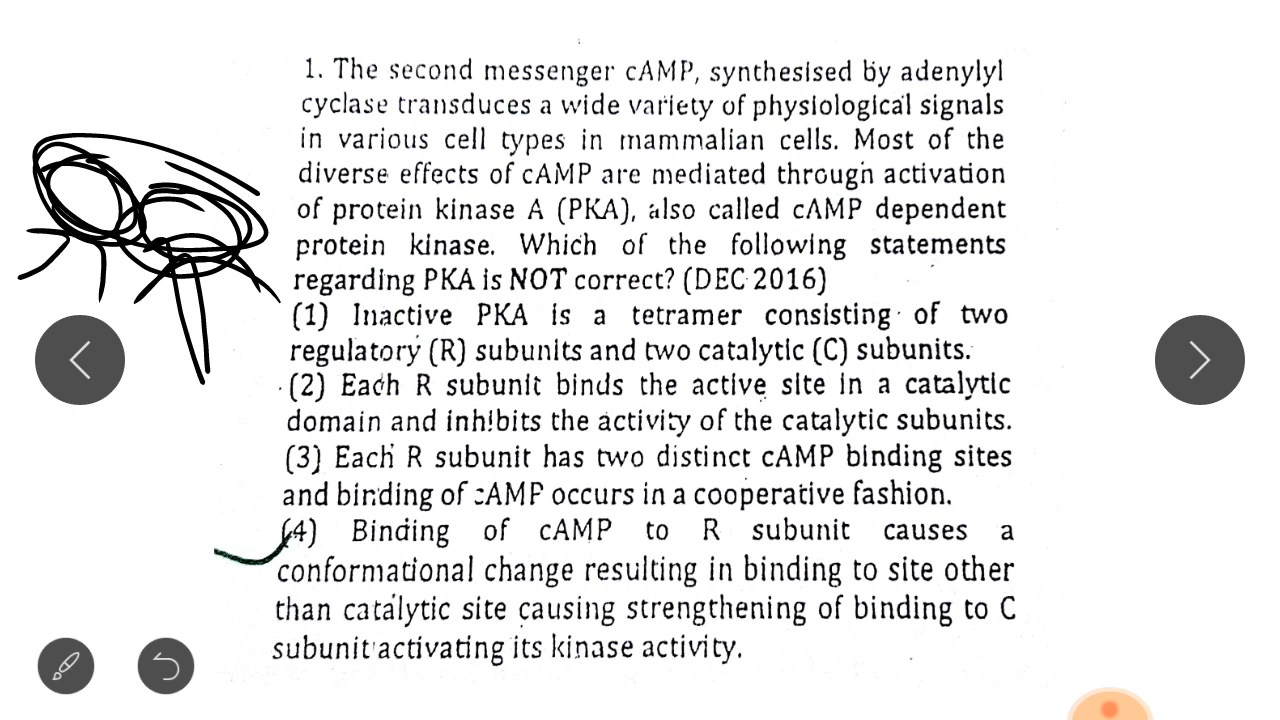 1. The second messenger cAMP, synthesised by adenylyl
cyclase transduces a wide variety of physiological signals
in various cell types in mammalian cells. Most of the
diverse effects of cAMP are mediated through activation
of protein kinase A (PKA), also called cAMP dependent
protein kinase. Which of the following statements
regarding PKA is NOT correct? (DEC 2016)
(1) Inactive PKA is a tetramer consisting of two
regulatory (R) subunits and two catalytic (C) subunits.
(2) Each R subunit binds the active site in a catalytic
domain and inhibits the activity of the catalytic subunits.
(3) Each R subunit has two distinct cAMP binding sites
and binding of cAMP occurs in a cooperative fashion.
(4) Binding of cAMP to R subunit causes a
conformational change resulting in binding to site other
than catalytic site causing strengthening of binding to C
subunit activating its kinase activity.